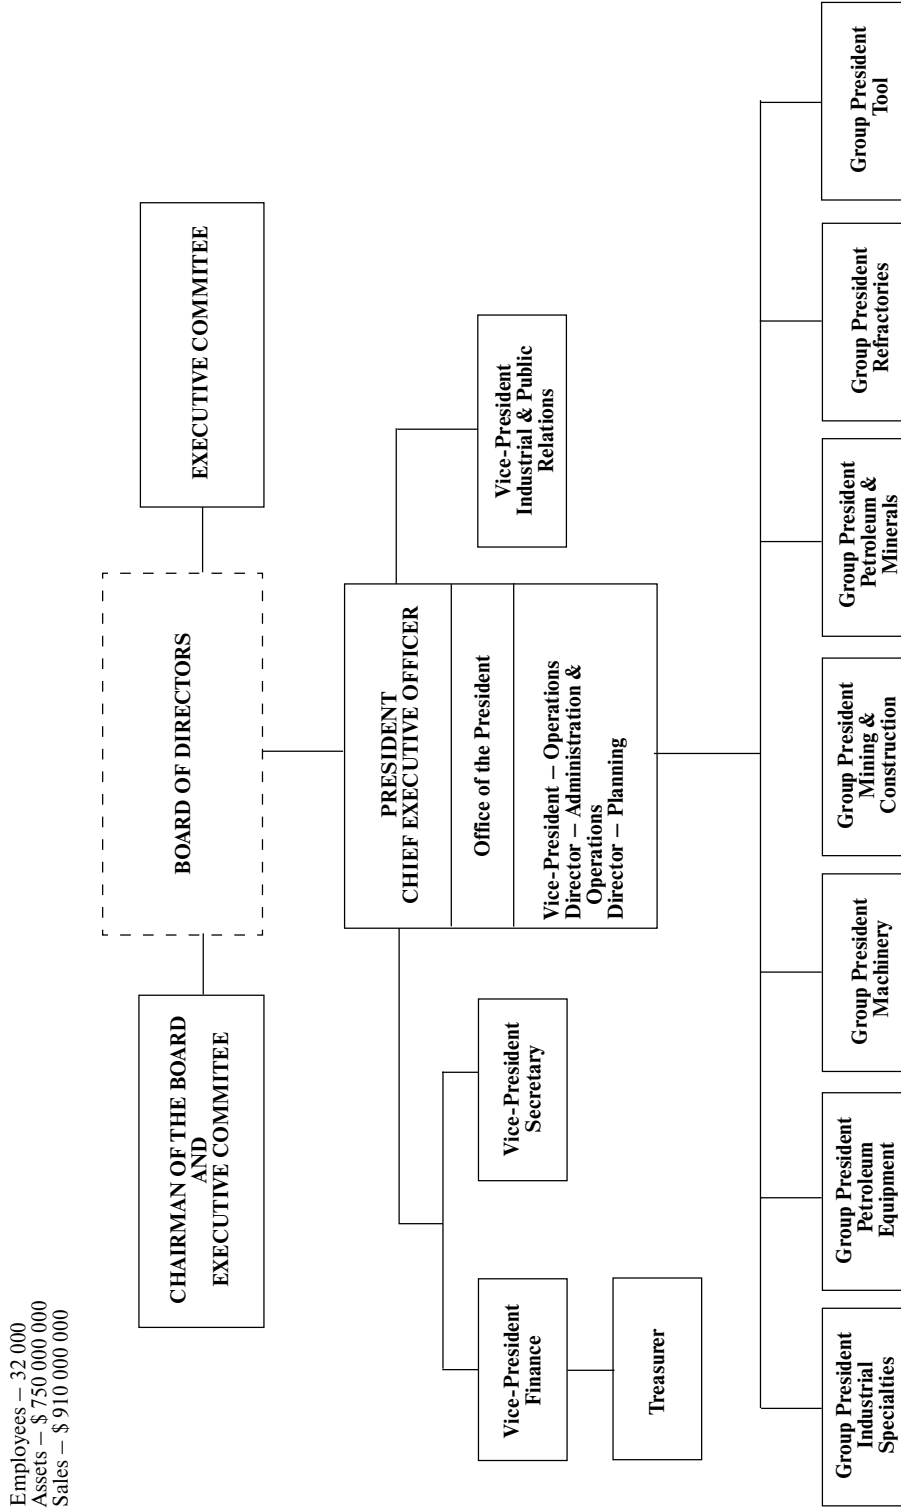 Employees – 32 000
Assets – $ 750 000 000
Sales – $ 910 000 000
CHAIRMAN OF THE BOARD
AND
EXECUTIVE COMMITEE
BOARD OF DIRECTORS
EXECUTIVE COMMITEE
PRESIDENT
CHIEF EXECUTIVE OFFICER
Office of the President
Vice-President – Operations
Director – Administration &
Operations
Director – Planning
Vice-President
Finance
Vice-President
Secretary
Vice-President
Industrial & Public
Relations
Treasurer
Group President
Industrial
Specialties
Group President
Petroleum
Equipment
Group President
Machinery
Group President
Mining &
Construction
Group President
Petroleum &
Minerals
Group President
Refractories
Group President
Tool